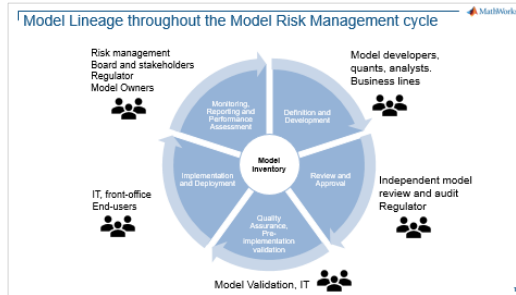 Model Lineage throughout the Model Risk Management cycle
MathWorks
Risk management
Board and stakeholders
Regulator
Model Owners
Model developers,
quants, analysts.
Business lines
Monitoring,
Reporting and
Performance
Assessment
Definition and
Development
Model
Inventory
Implementation
and Deployment
Review and
Approval
IT, front-office
End-users
Independent model
review and audit
Regulator
Quality
Assurance,
Pre-
implementation
validation
Model Validation, IT